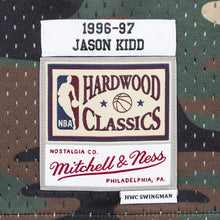 1996-97
JASON KIDD
NBA
HARDWOOD
CLASSICS
NOSTALGIA CO.
Mitchell & Ness
PHILADELPHIA, PA.
HWC SWINGMAN